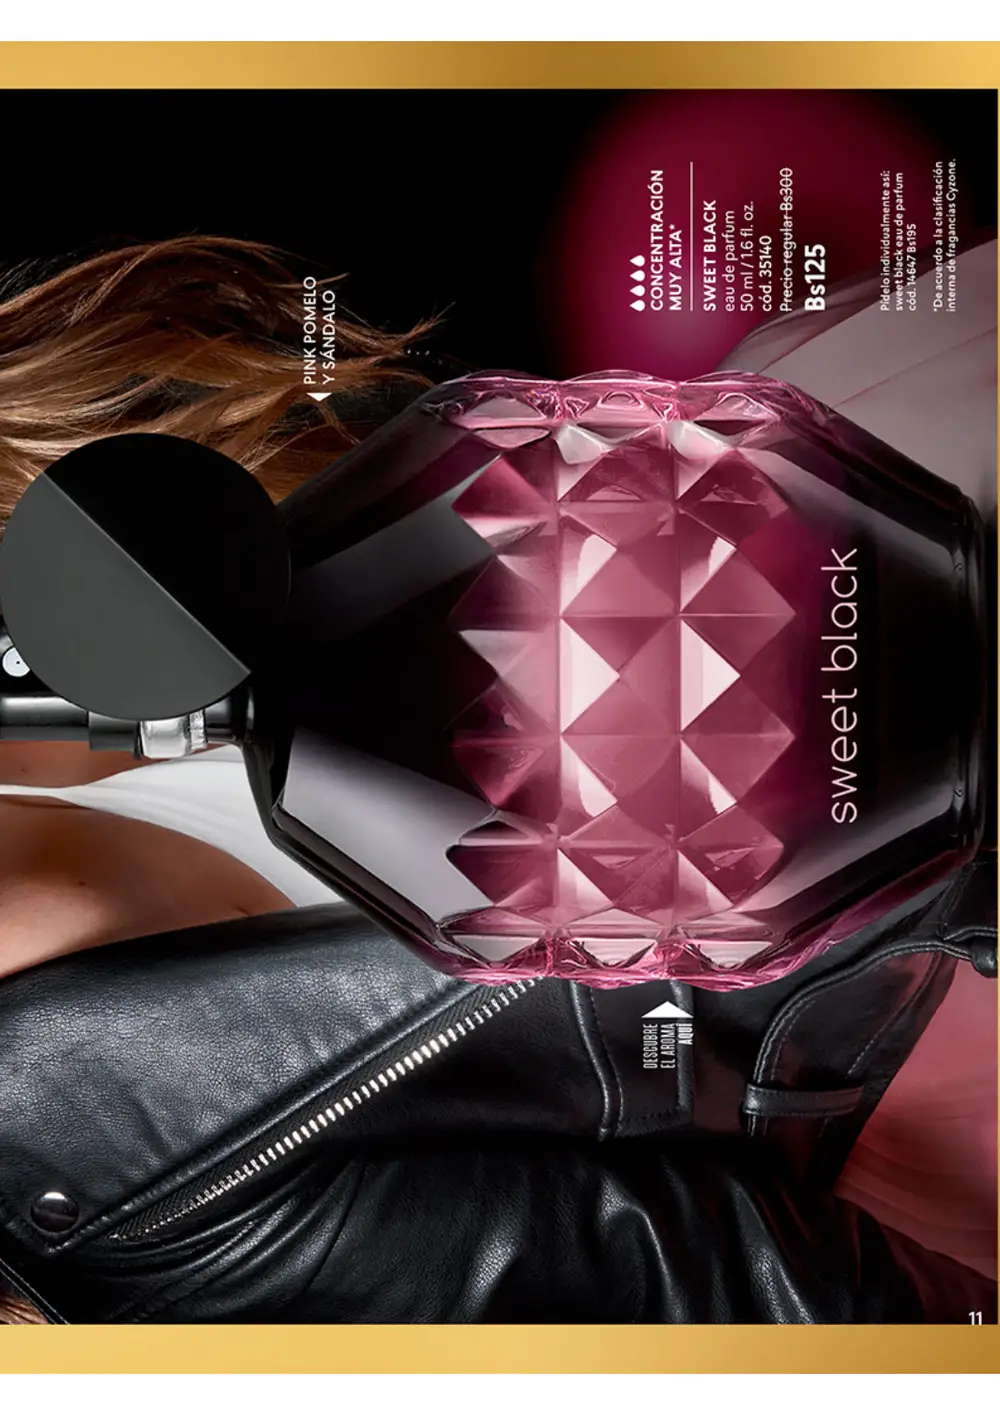 PINK POMELO
Y SÁNDALO
CONCENTRACIÓN
MUY ALTA*
SWEET BLACK
eau de parfum
50 ml / 1.6 fl. oz.
cód. 35140
Precio regular Bs300
Bs125
Pídelo individualmente así:
sweet black eau de parfum
cód. 14647 Bs195
*De acuerdo a la clasificación
interna de fragancias Cyzone.
sweet black
DESCUBRE
EL AROMA
AQUÍ
11